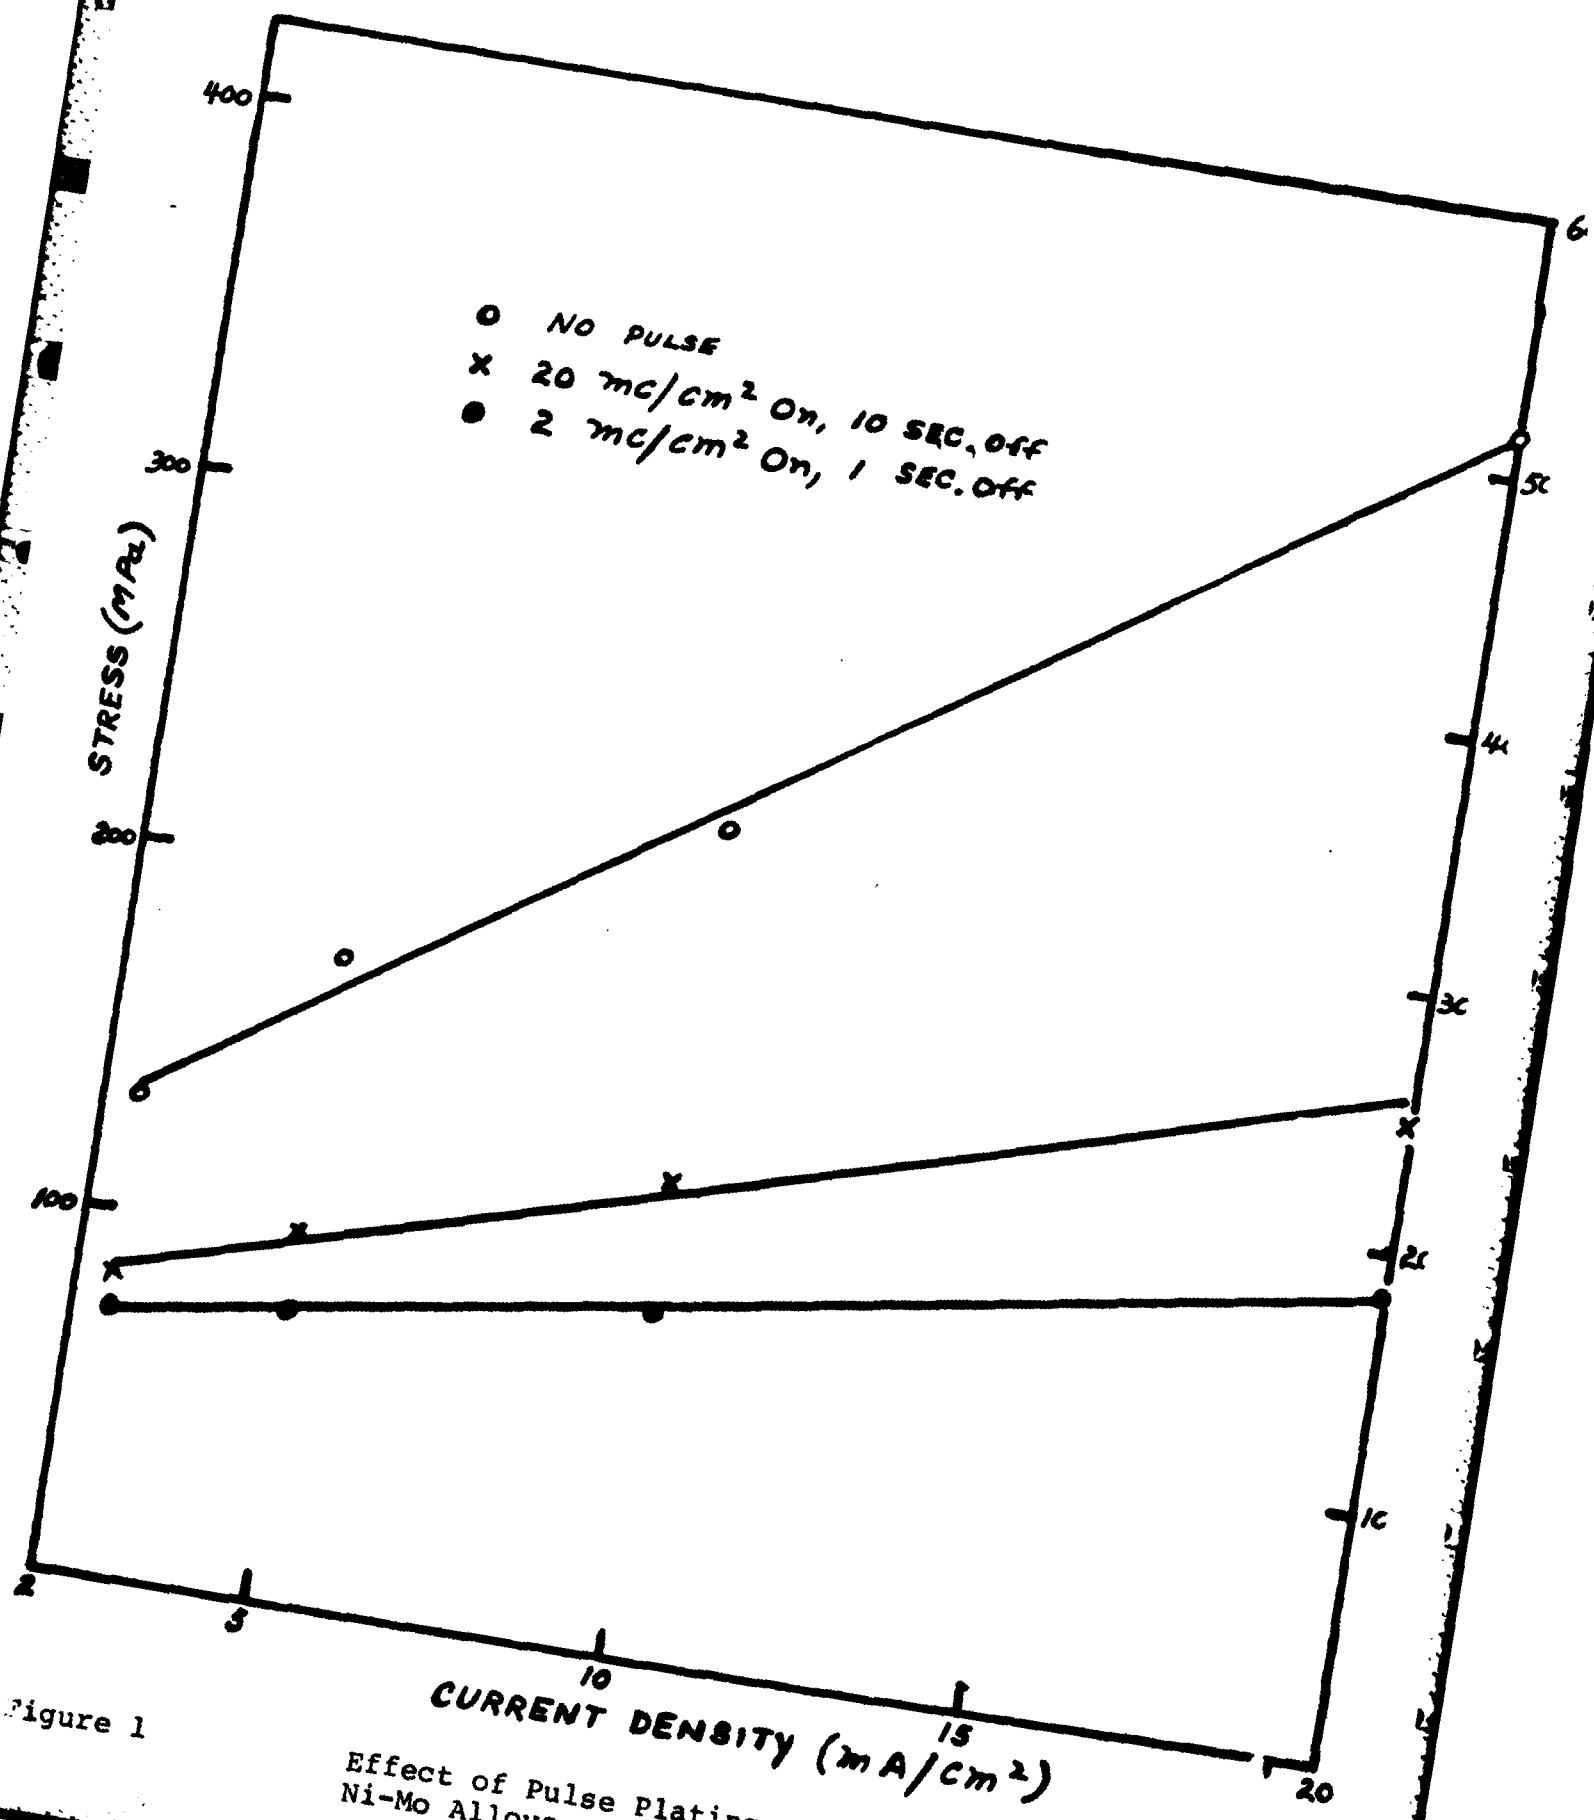 400
300
200
100
STRESS (MPa)
O NO PULSE
x 20 mc/cm² On, 10 SEC. Off
● 2 mc/cm² On, 1 SEC. Off
2
5
10
15
20
CURRENT DENSITY (mA/cm²)
Figure 1
Effect of Pulse
Ni-Mo